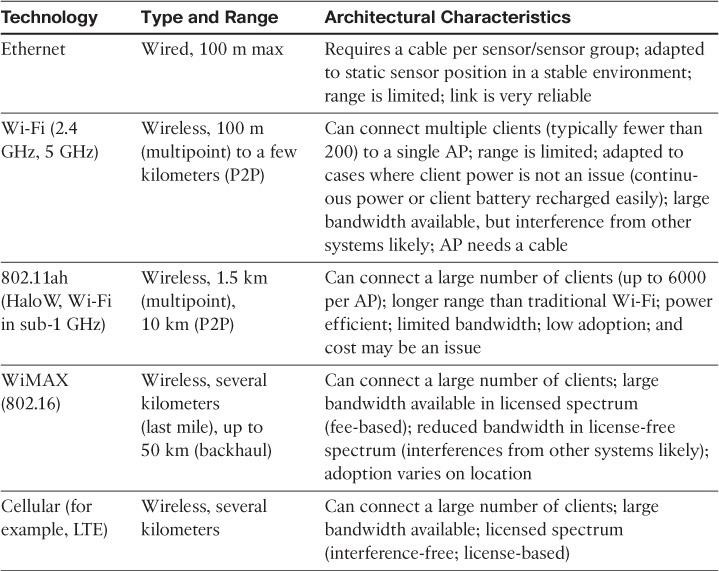 Technology Type and Range Architectural Characteristics
Ethernet Wired, 100 m max Requires a cable per sensor/sensor group; adapted
to static sensor position in a stable environment;
range is limited; link is very reliable
Wi-Fi (2.4 Wireless, 100 m Can connect multiple clients (typically fewer than
GHz, 5 GHz) (multipoint) to a few 200) to a single AP; range is limited; adapted to
kilometers (P2P) cases where client power is not an issue (continu-
ous power or client battery recharged easily); large
bandwidth available, but interference from other
systems likely; AP needs a cable
802.11ah Wireless, 1.5 km Can connect a large number of clients (up to 6000
(HaloW, Wi-Fi (multipoint), per AP); longer range than traditional Wi-Fi; power
in sub-1 GHz) 10 km (P2P) efficient; limited bandwidth; low adoption; and
cost may be an issue
WiMAX Wireless, several Can connect a large number of clients; large
(802.16) kilometers bandwidth available in licensed spectrum
(last mile), up to (fee-based); reduced bandwidth in license-free
50 km (backhaul) spectrum (interferences from other systems likely);
adoption varies on location
Cellular (for Wireless, several Can connect a large number of clients; large
example, LTE) kilometers bandwidth available; licensed spectrum
(interference-free; license-based)